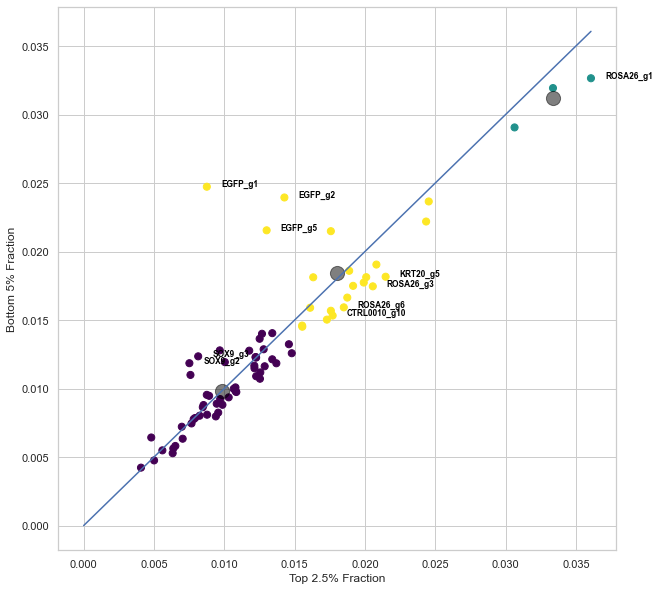 0.035
0.030
0.025
0.020
0.015
0.010
0.005
0.000
Bottom 5% Fraction
ROSA26_g1
EGFP_g1
EGFP_g2
EGFP_g5
KRT20_g5
ROSA26_g3
ROSA26_g6
CTRL0010_g10
SOX9_g3
SOX9_g2
0.000 0.005 0.010 0.015 0.020 0.025 0.030 0.035
Top 2.5% Fraction